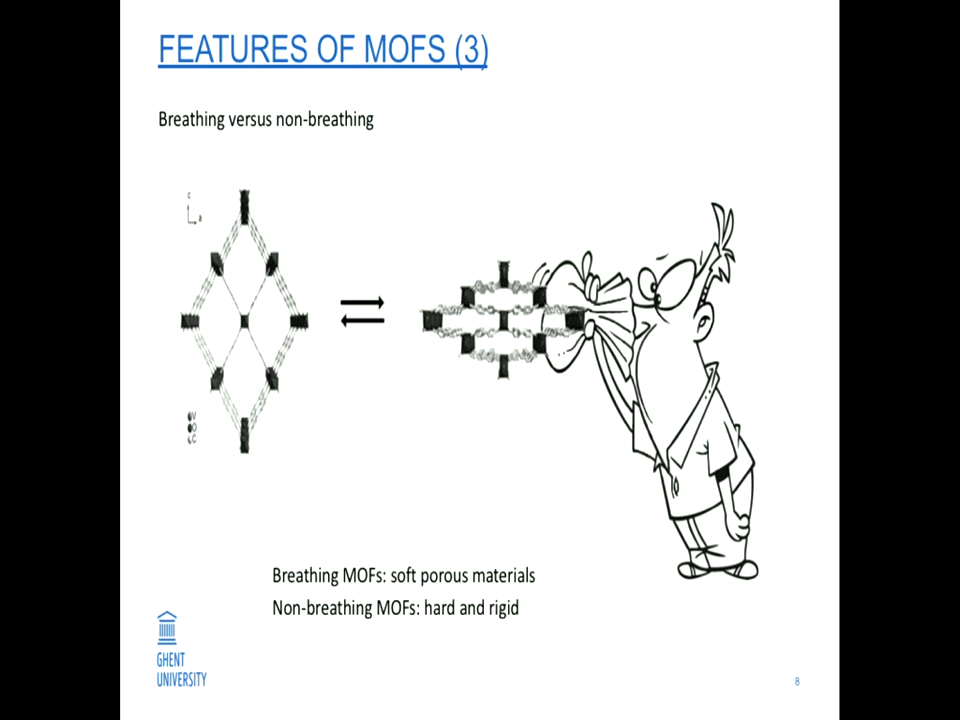 FEATURES OF MOFS (3)
Breathing versus non-breathing
c
a
V
O
C
Breathing MOFs: soft porous materials
Non-breathing MOFs: hard and rigid
GHENT
UNIVERSITY
8